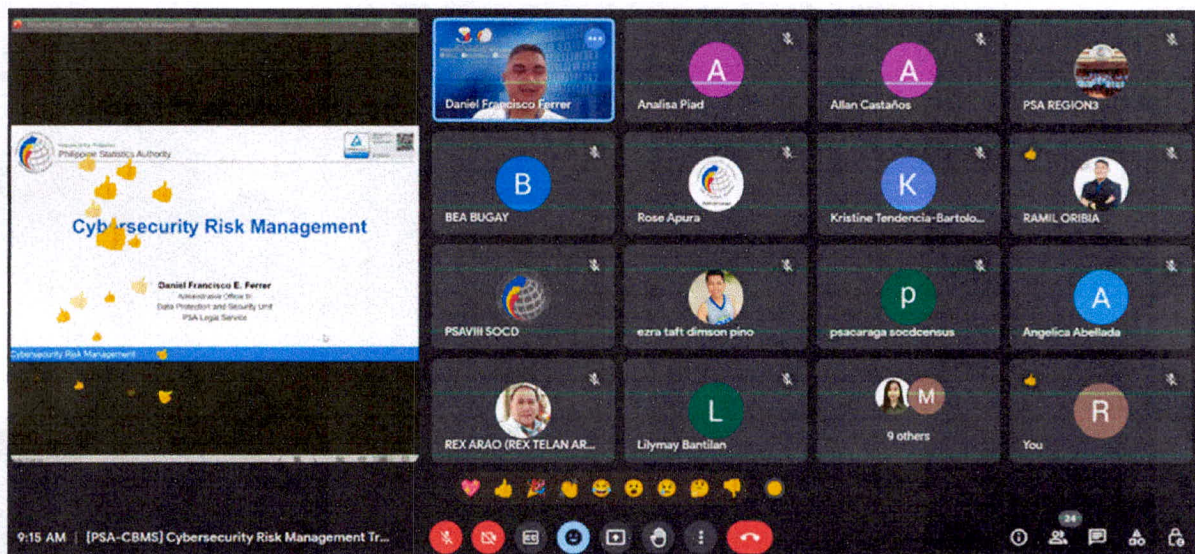 Philippine Statistics Authority
Cybersecurity Risk Management
Daniel Francisco E. Ferrer
Administrative Officer III
Data Protection and Security Unit
PSA Legal Service
Cybersecurity Risk Management
Daniel Francisco Ferrer
A
Analisa Piad
A
Allan Castaños
PSA REGION3
B
BEA BUGAY
Rose Apura
K
Kristine Tendencia-Bartolo...
RAMIL ORIBIA
PSAVIII SOCD
ezra taft dimson pino
p
psacaraga socdcensus
A
Angelica Abellada
REX ARAO (REX TELAN AR...
L
Lilymay Bantilan
M
9 others
R
You
9:15 AM | [PSA-CBMS] Cybersecurity Risk Management Tr...
24